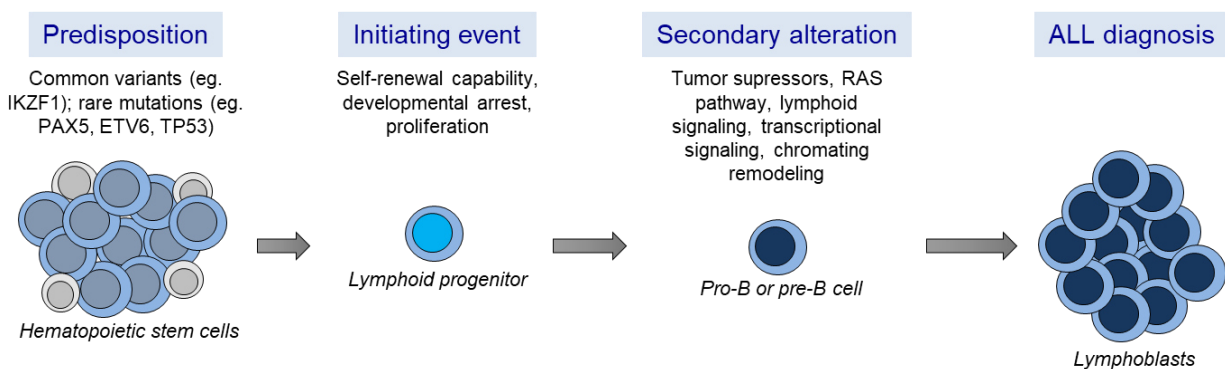 Predisposition
Common variants (eg.
IKZF1); rare mutations (eg.
PAX5, ETV6, TP53)
Hematopoietic stem cells
Initiating event
Self-renewal capability,
developmental arrest,
proliferation
Lymphoid progenitor
Secondary alteration
Tumor supressors, RAS
pathway, lymphoid
signaling, transcriptional
signaling, chromating
remodeling
Pro-B or pre-B cell
ALL diagnosis
Lymphoblasts